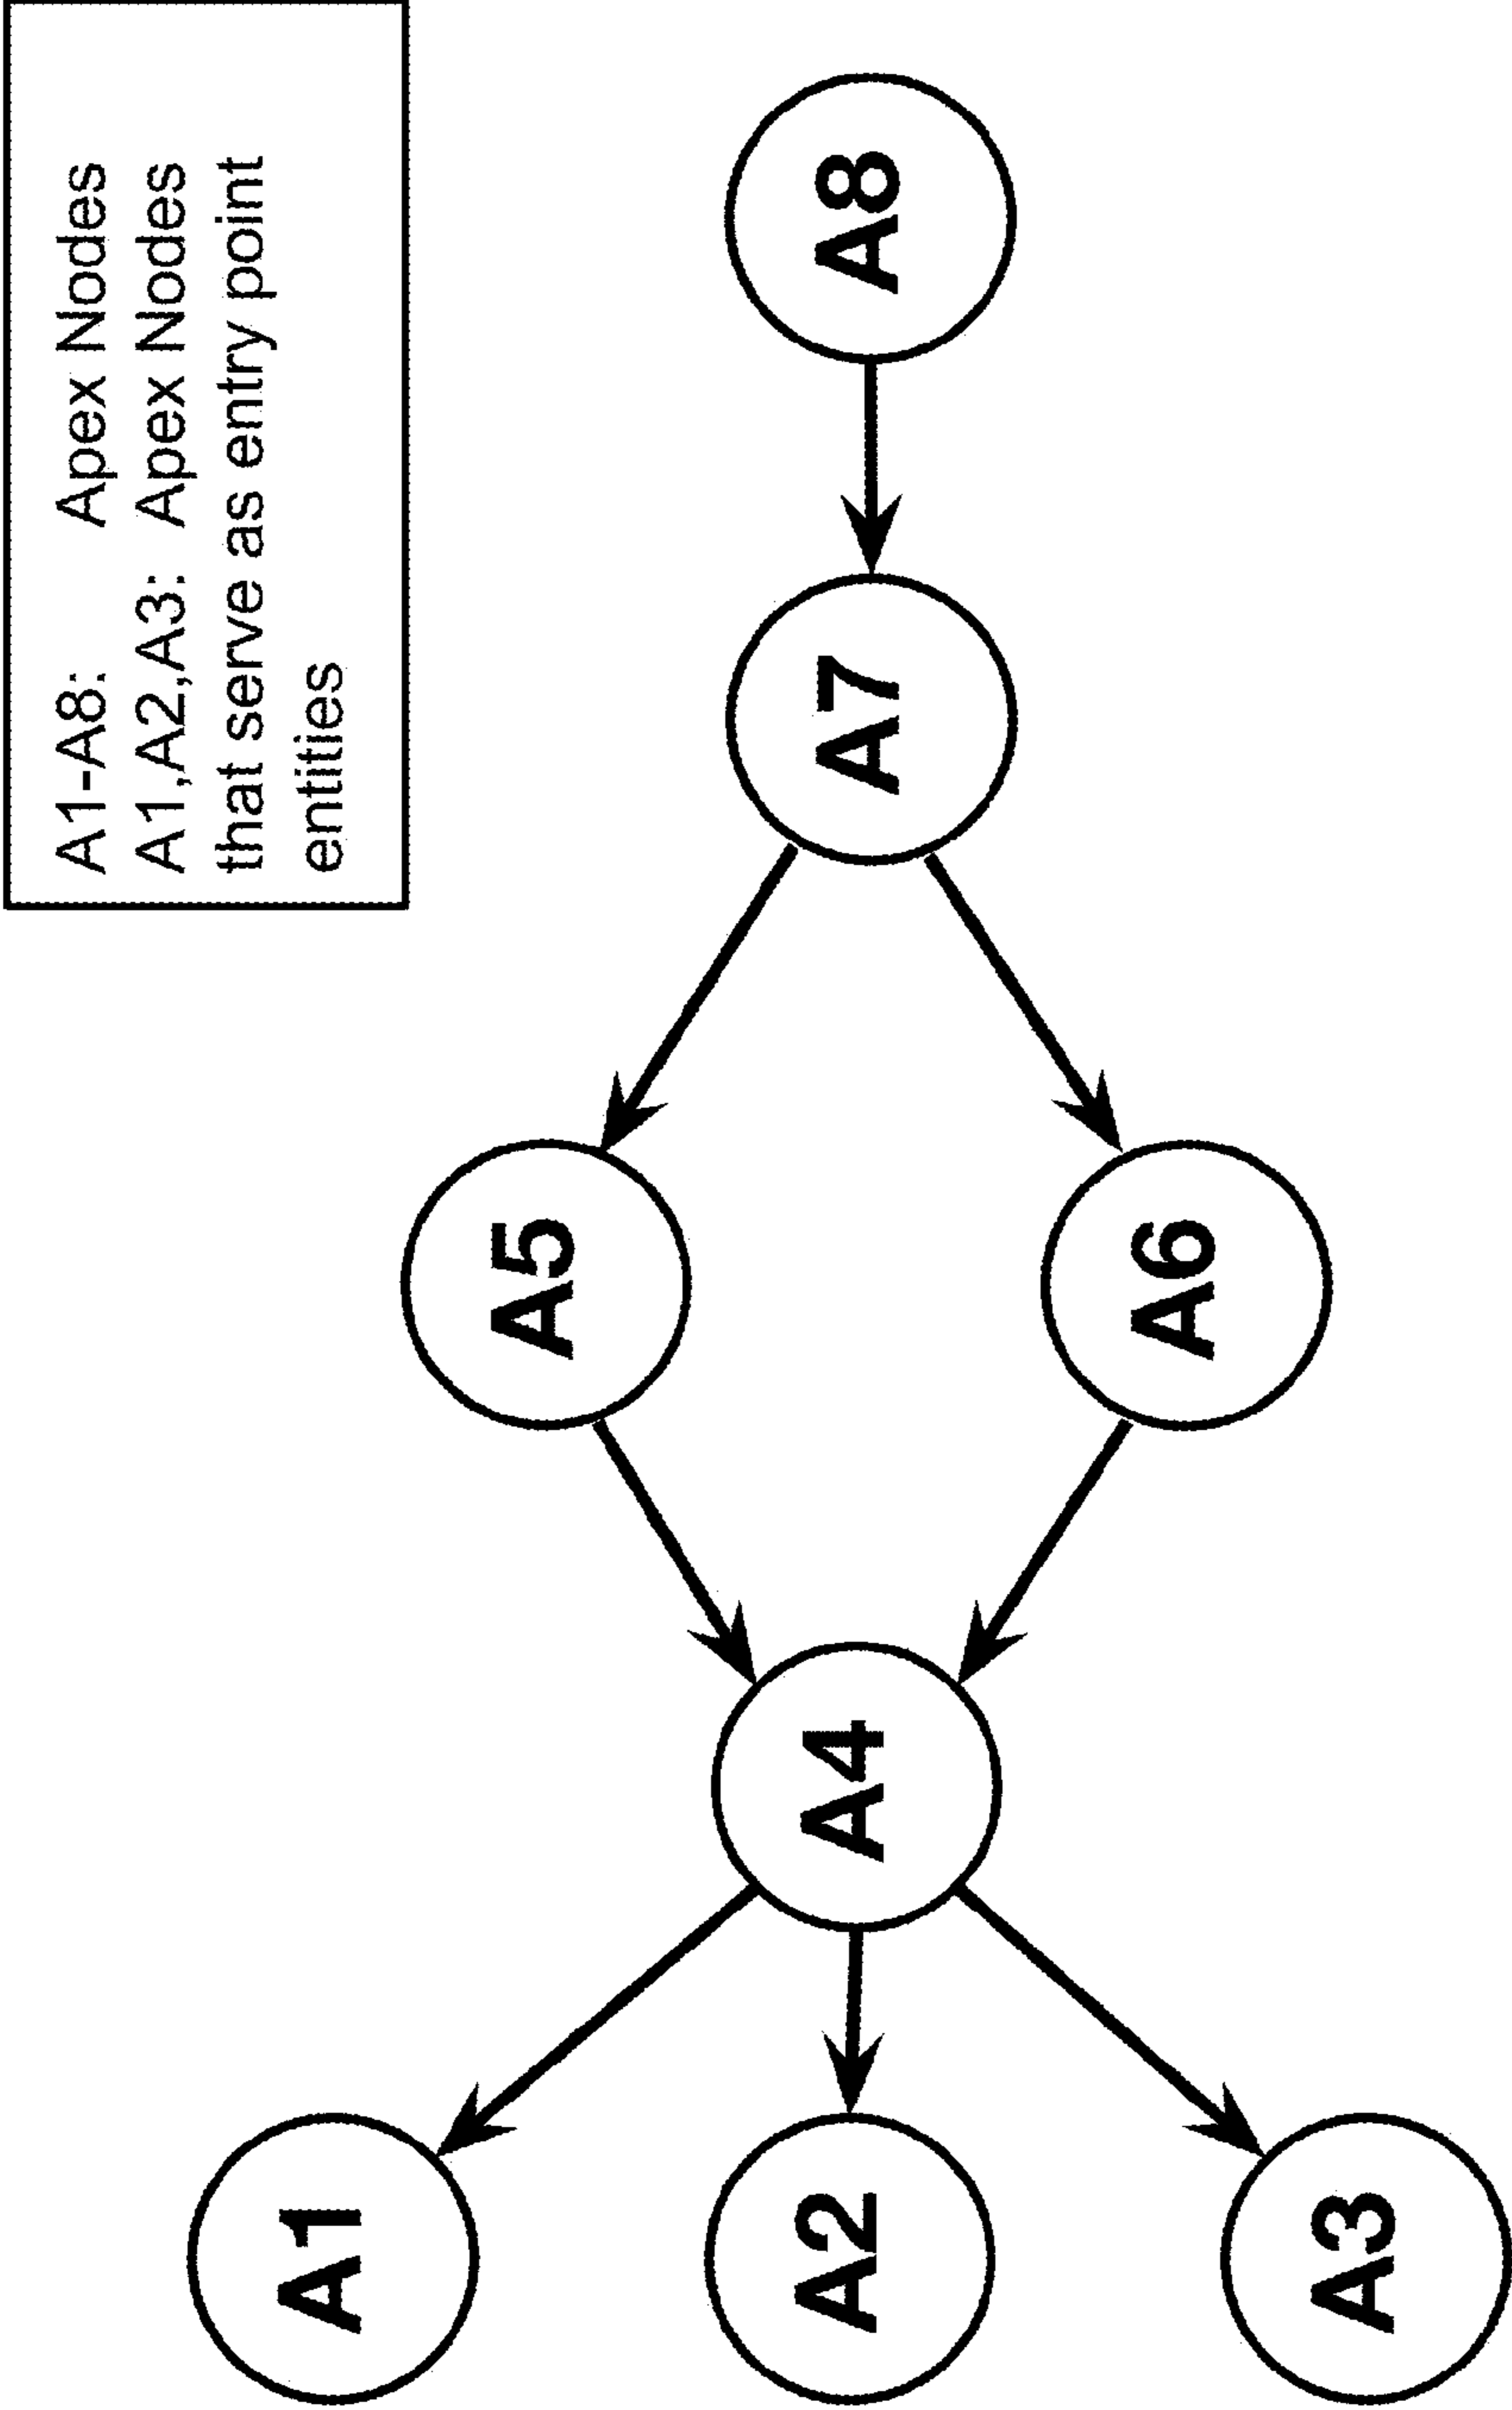 A1-A8: Apex Nodes
A1,A2,A3: Apex Nodes
that serve as entry point
entities
A1
A2
A3
A4
A5
A6
A7
A8